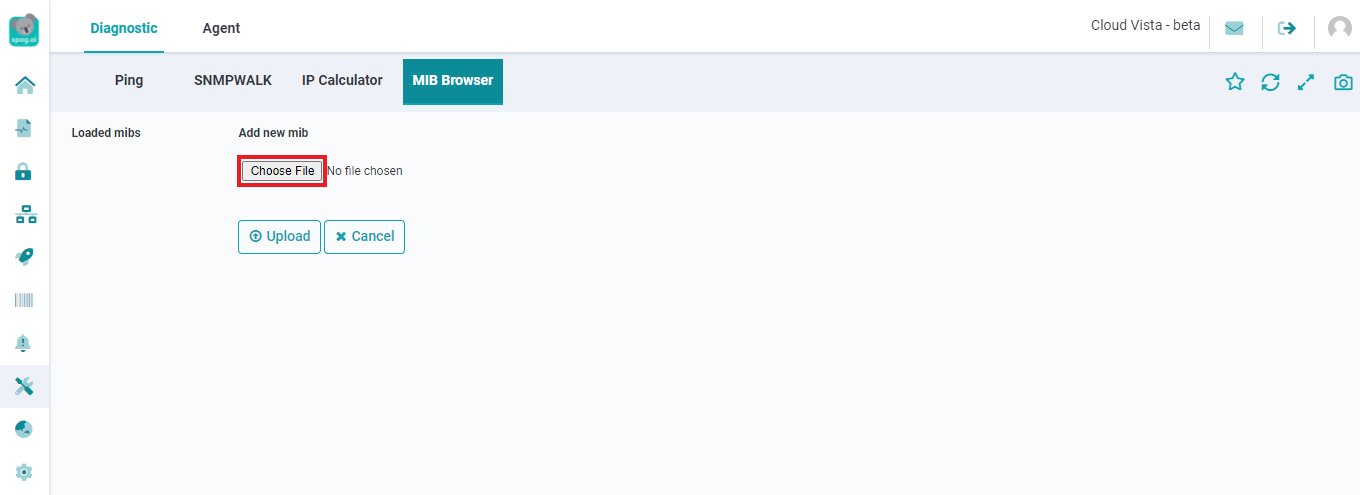 spog.ai
Diagnostic Agent Cloud Vista - beta
Ping SNMPWALK IP Calculator MIB Browser
Loaded mibs Add new mib
Choose File No file chosen
Upload Cancel